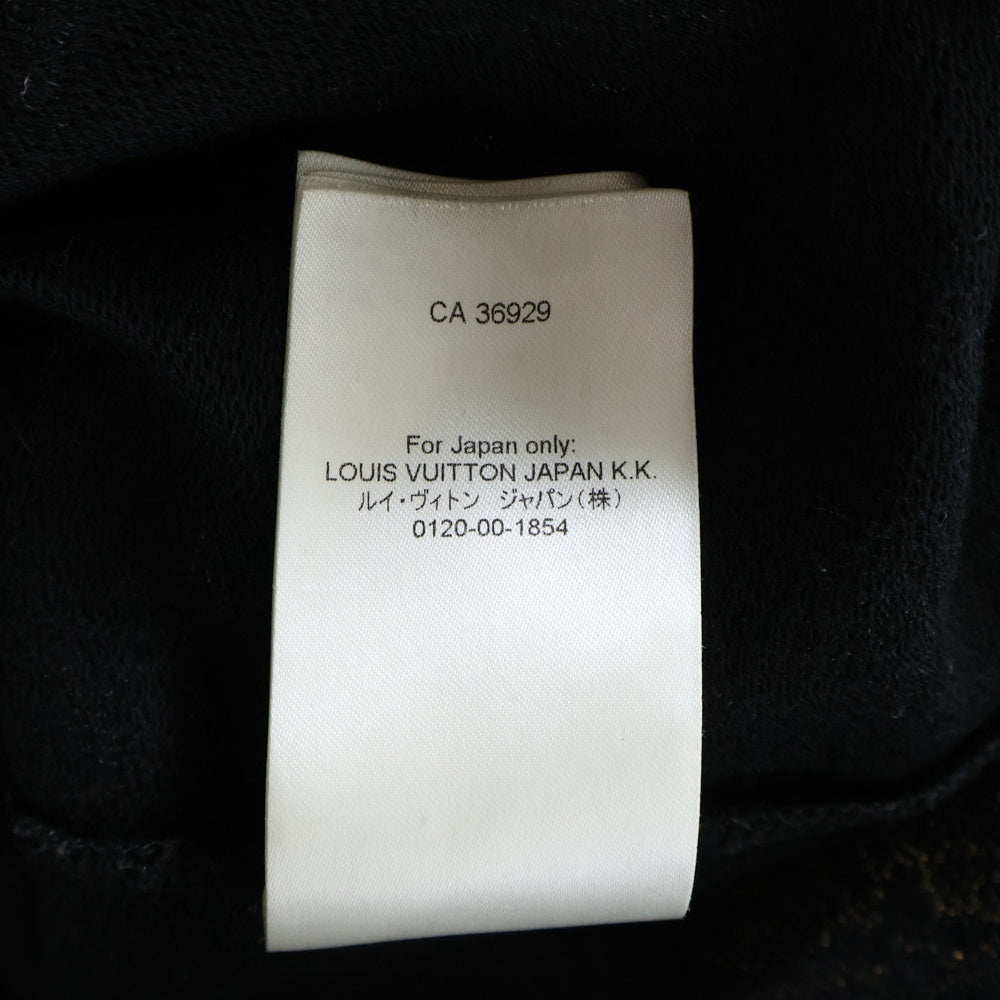 CA 36929
For Japan only:
LOUIS VUITTON JAPAN K.K.
ルイ・ヴィトン　ジャパン(株)
0120-00-1854